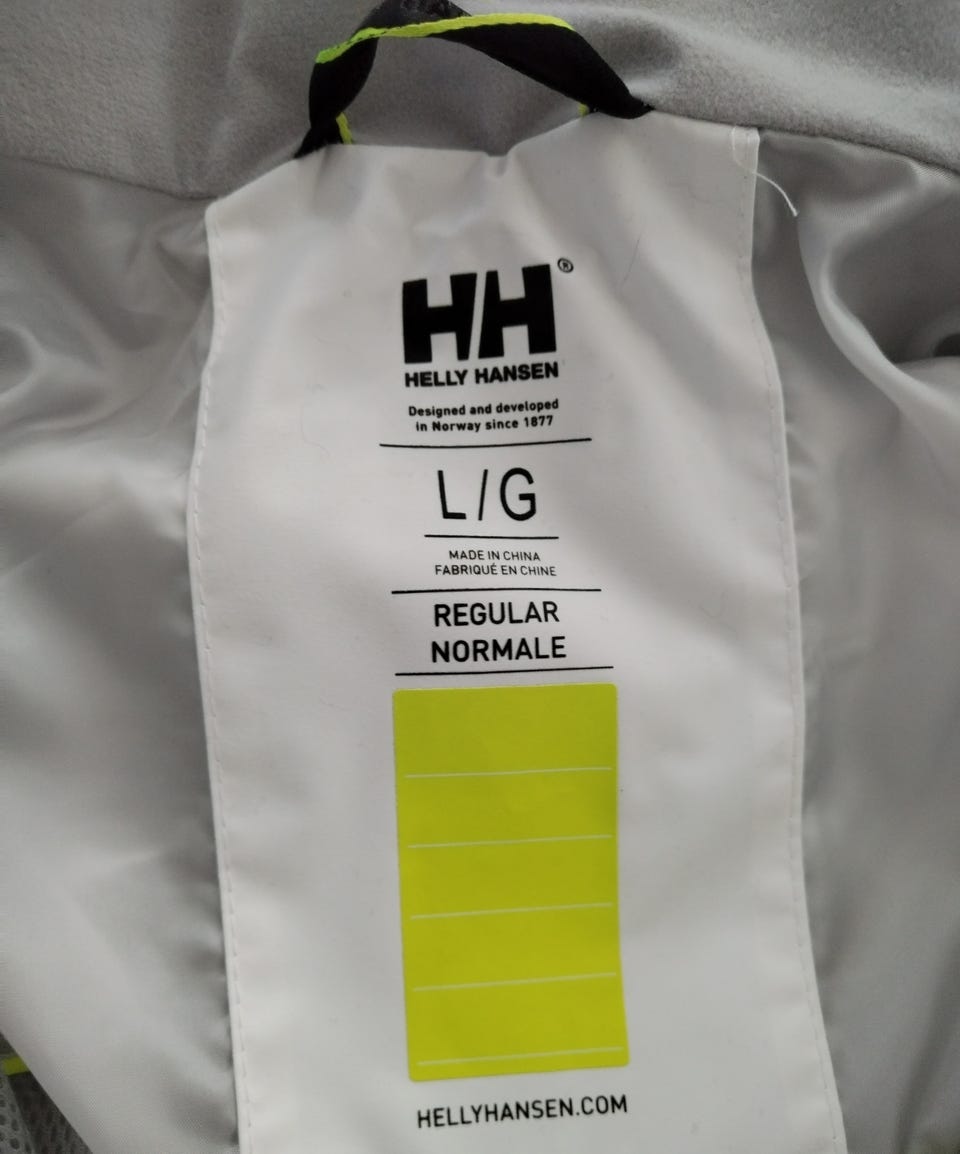 HH®
HELLY HANSEN
Designed and developed
in Norway since 1877
L/G
MADE IN CHINA
FABRIQUÉ EN CHINE
REGULAR
NORMALE
HELLYHANSEN.COM